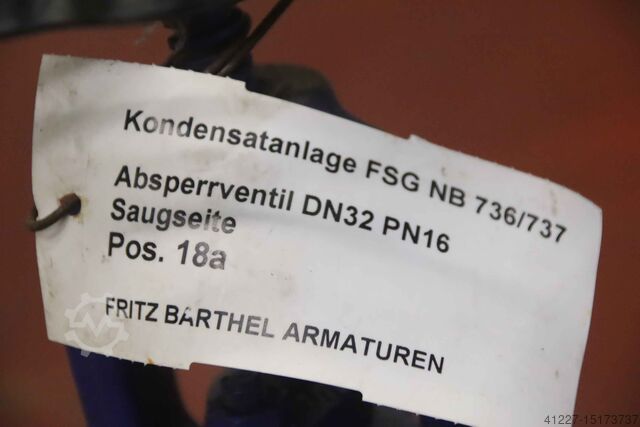 Kondensatanlage FSG NB 736/737
Absperrventil DN32 PN16
Saugseite
Pos. 18a
FRITZ BARTHEL ARMATUREN
41227-15173737